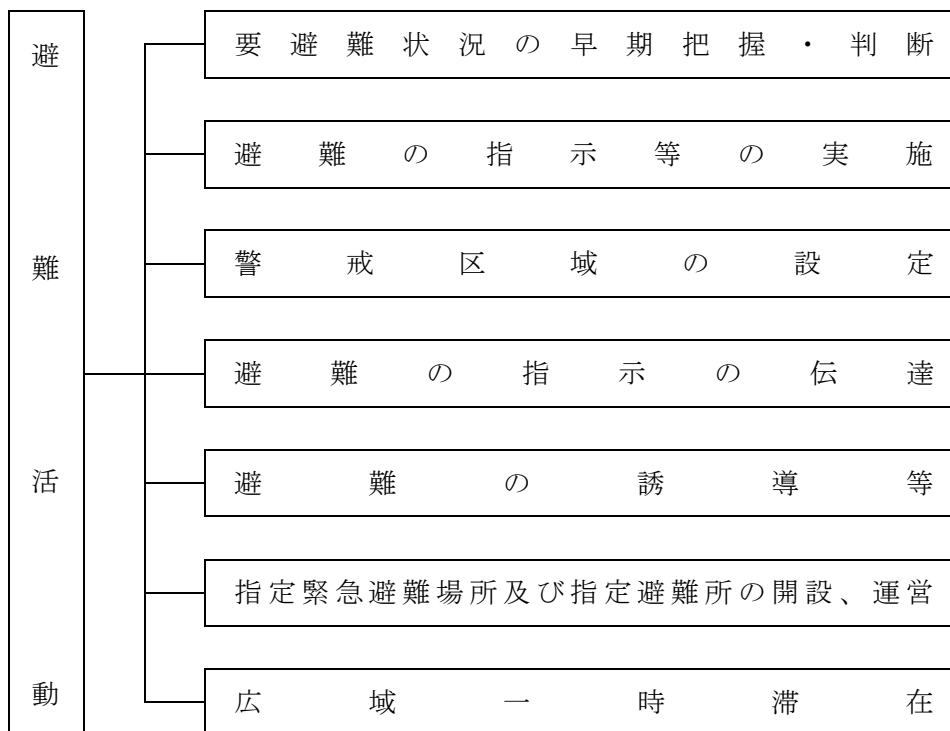 避難活動
要避難状況の早期把握・判断
避難の指示等の実施
警戒区域の設定
避難の指示の伝達
避難の誘導等
指定緊急避難場所及び指定避難所の開設、運営
広域一時滞在